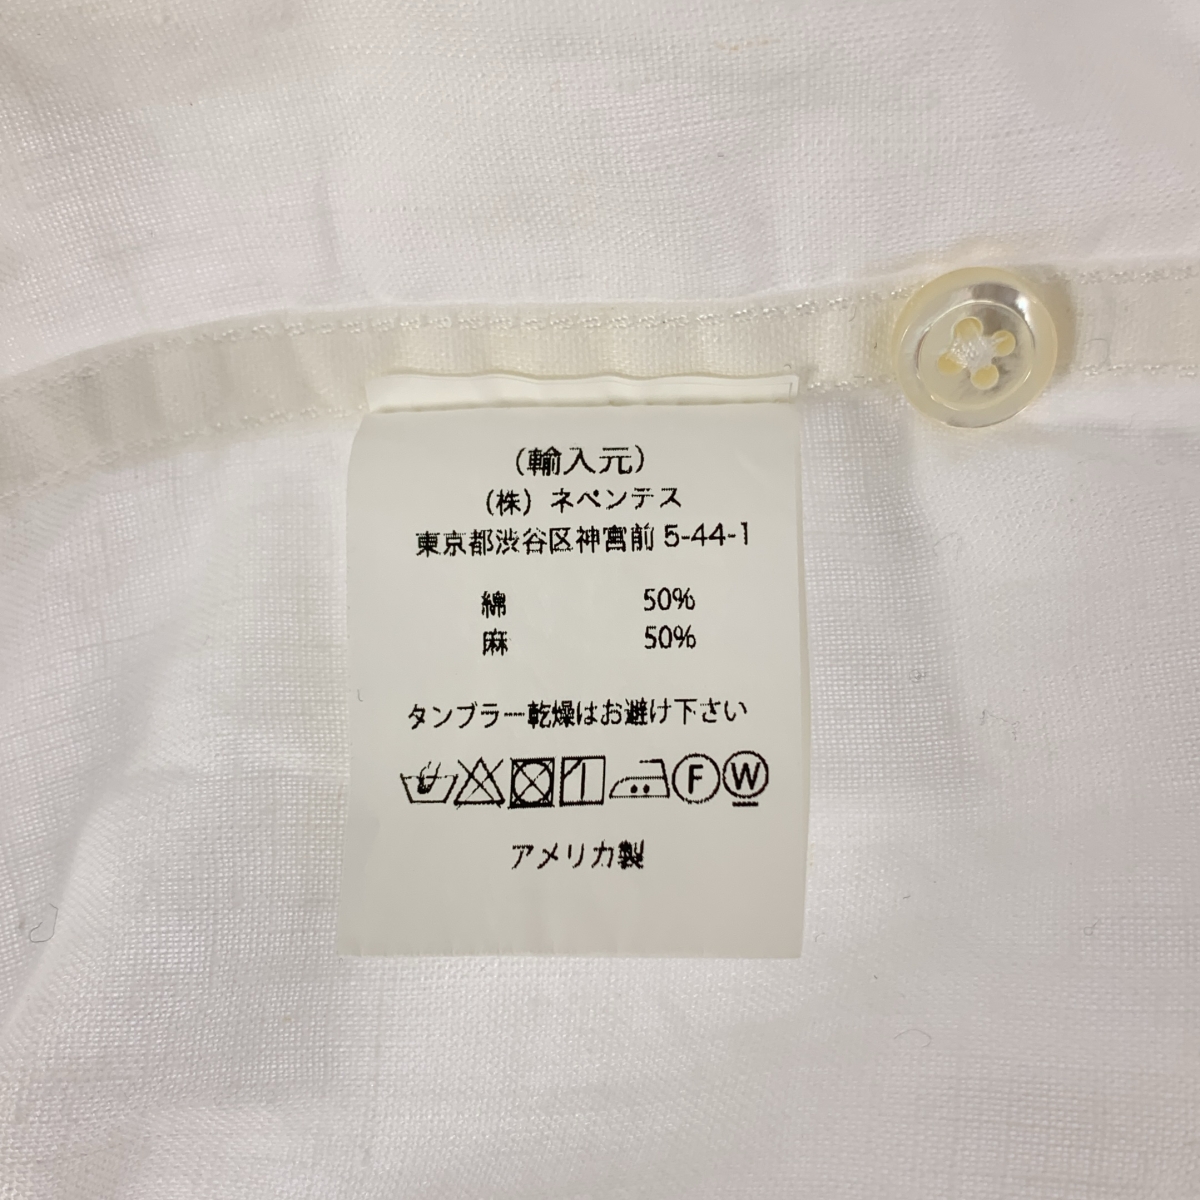 (輸入元)
(株) ネペンテス
東京都渋谷区神宮前 5-44-1
綿 50%
麻 50%
タンブラー乾燥はお避け下さい
F W
アメリカ製